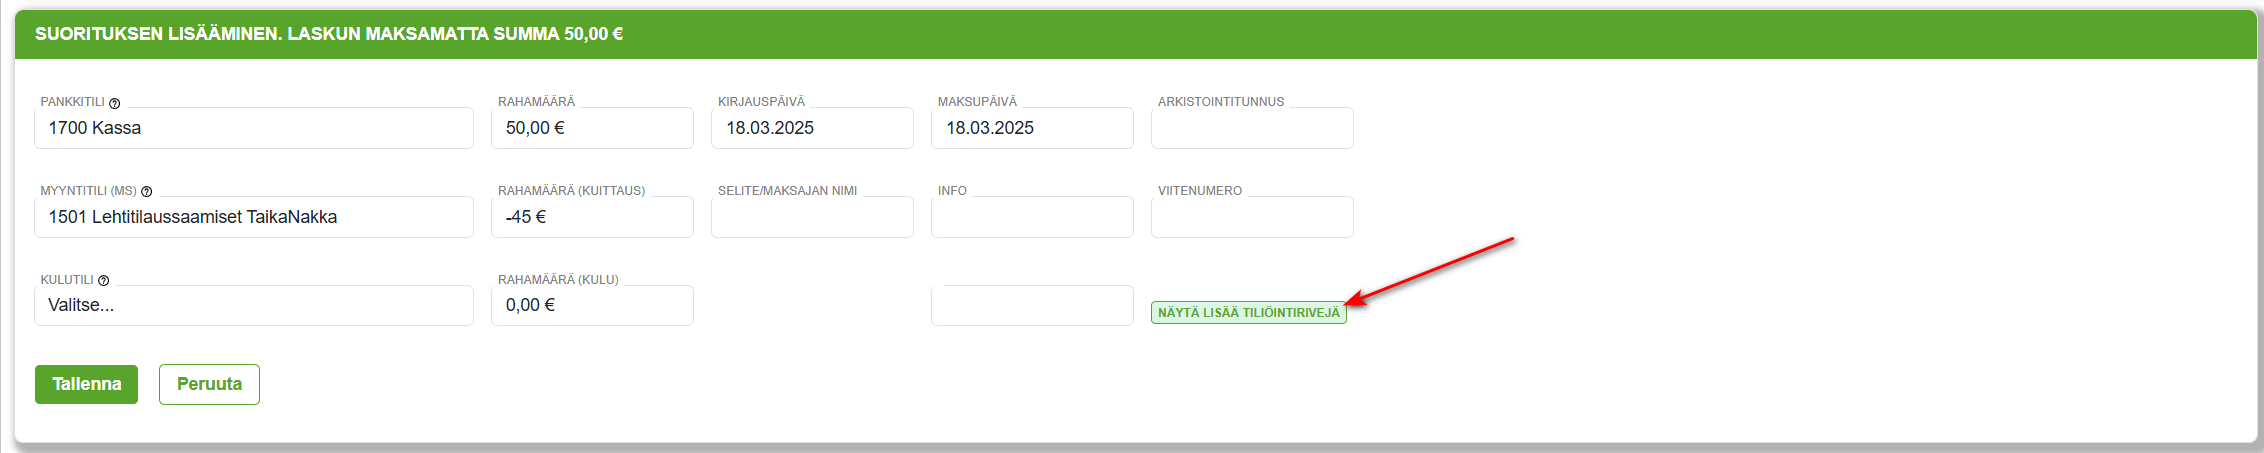 SUORITUKSEN LISÄÄMINEN. LASKUN MAKSAMATTA SUMMA 50,00 €
PANKKITILI RAHAMÄÄRÄ KIRJAUSPÄIVÄ MAKSUPÄIVÄ ARKISTOINTITUNNUS
1700 Kassa 50,00 € 18.03.2025 18.03.2025
MYYNTITILI (MS) RAHAMÄÄRÄ (KUITTAUS) SELITE/MAKSAJAN NIMI INFO VIITENUMERO
1501 Lehtitilaussaamiset TaikaNakka -45 €
KULUTILI RAHAMÄÄRÄ (KULU)
Valitse... 0,00 € NÄYTÄ LISÄÄ TILIÖINTIRIVEJÄ
Tallenna Peruuta